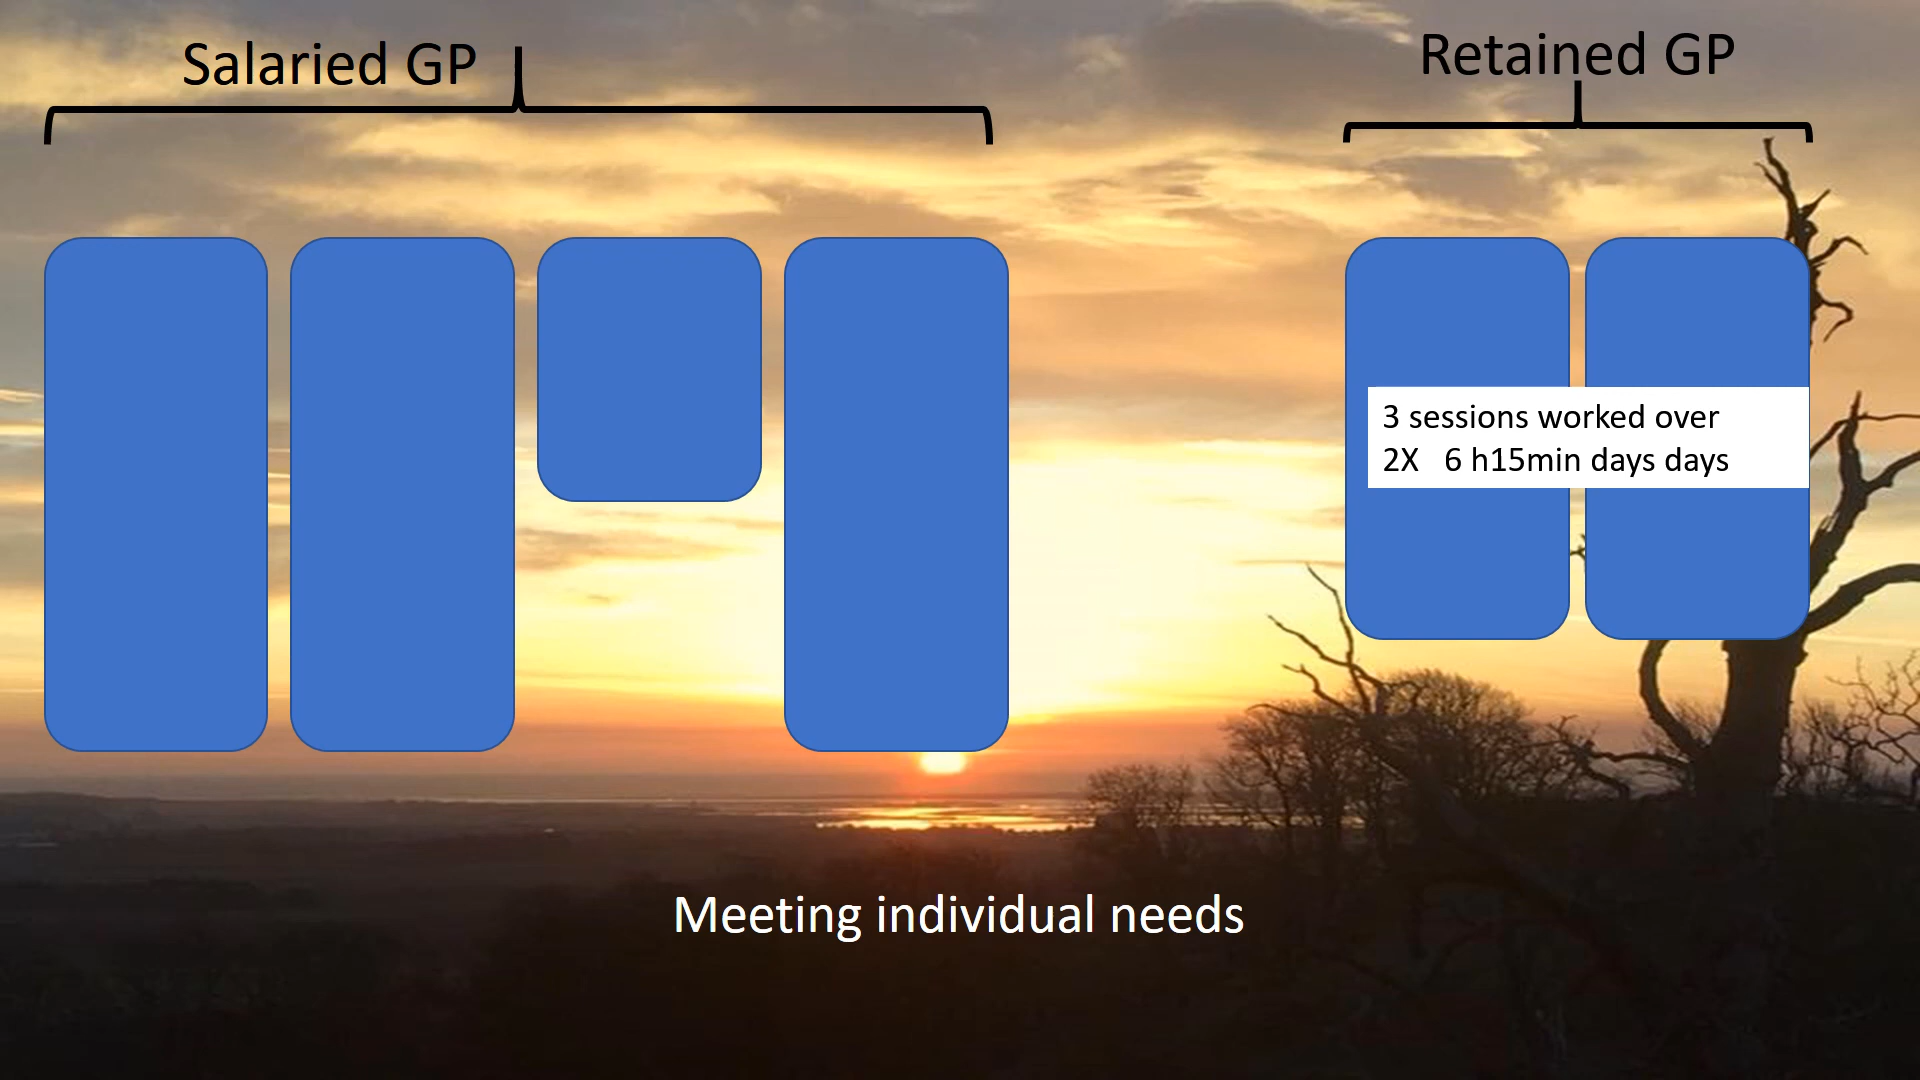 Salaried GP
Retained GP
3 sessions worked over
2X   6 h15min days days
Meeting individual needs